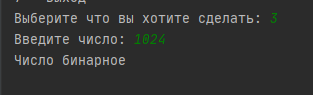 Выберите что вы хотите сделать: 3
Введите число: 1024
Число бинарное